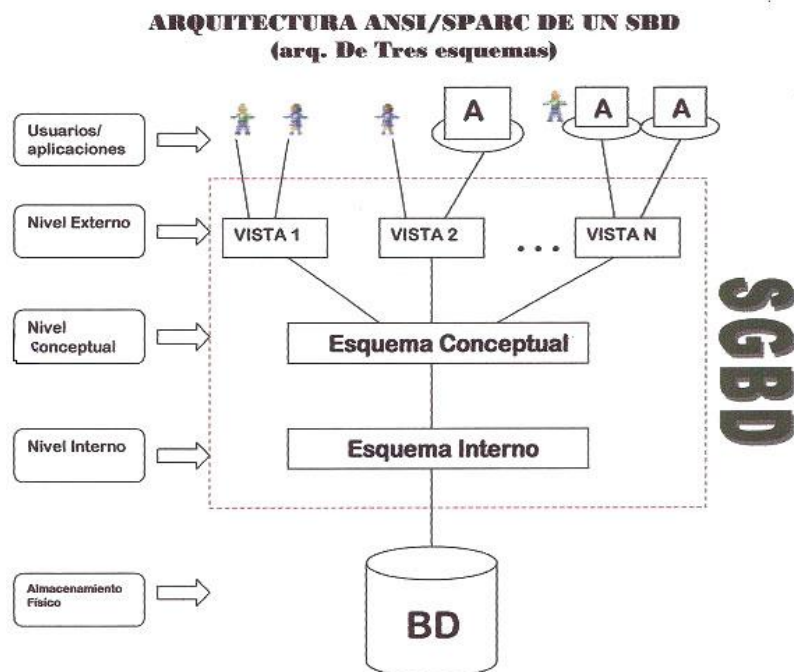 ARQUITECTURA ANSI/SPARC DE UN SBD
(arq. De Tres esquemas)
Usuarios/
aplicaciones
A
A
A
Nivel Externo
VISTA 1
VISTA 2
...
VISTA N
Nivel
Conceptual
Esquema Conceptual
SGBD
Nivel Interno
Esquema Interno
Almacenamiento
Físico
BD